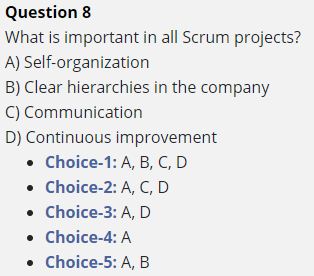 Question 8
What is important in all Scrum projects?
A) Self-organization
B) Clear hierarchies in the company
C) Communication
D) Continuous improvement
• Choice-1: A, B, C, D
• Choice-2: A, C, D
• Choice-3: A, D
• Choice-4: A
• Choice-5: A, B